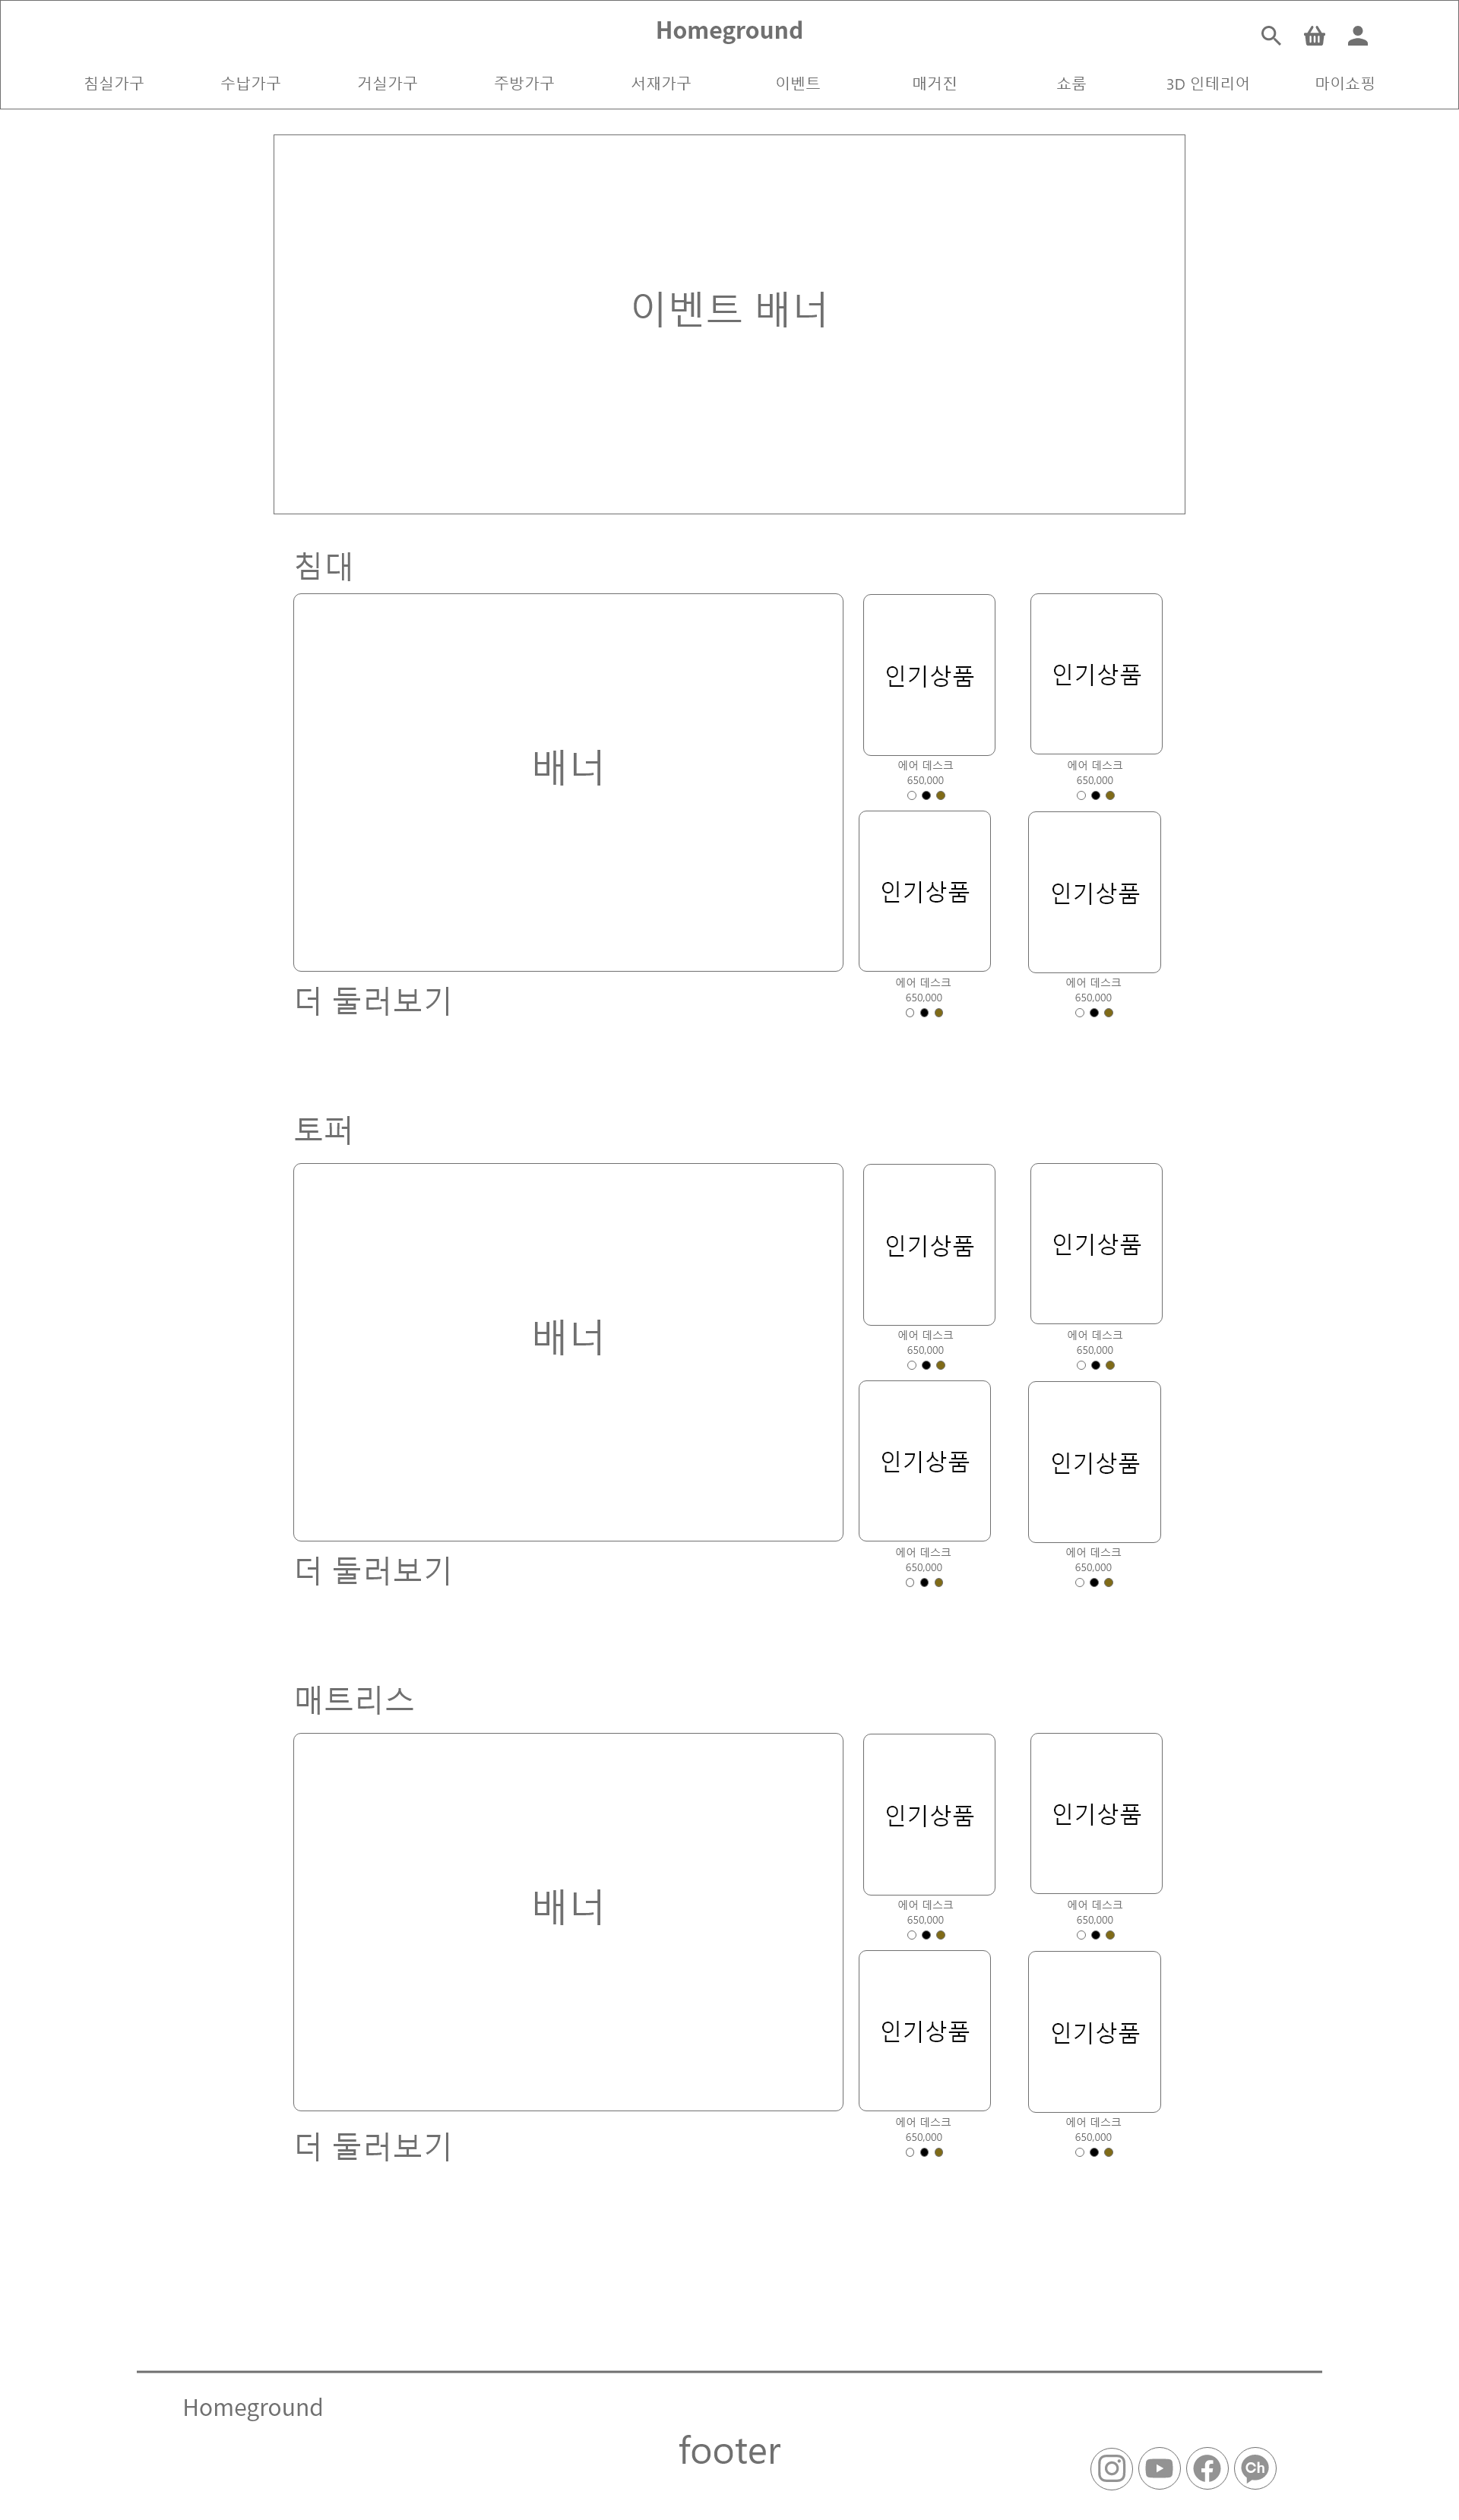 Homeground
침실가구 수납가구 거실가구 주방가구 서재가구 이벤트 매거진 쇼룸 3D 인테리어 마이쇼핑
이벤트 배너
침대
배너
인기상품 인기상품
에어 데스크 에어 데스크
650,000 650,000
인기상품 인기상품
에어 데스크 에어 데스크
650,000 650,000
더 둘러보기
토퍼
배너
인기상품 인기상품
에어 데스크 에어 데스크
650,000 650,000
인기상품 인기상품
에어 데스크 에어 데스크
650,000 650,000
더 둘러보기
매트리스
배너
인기상품 인기상품
에어 데스크 에어 데스크
650,000 650,000
인기상품 인기상품
에어 데스크 에어 데스크
650,000 650,000
더 둘러보기
Homeground
footer
Ch